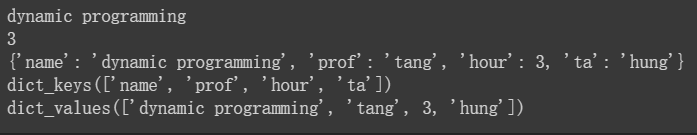 dynamic programming
3
{'name': 'dynamic programming', 'prof': 'tang', 'hour': 3, 'ta': 'hung'}
dict_keys(['name', 'prof', 'hour', 'ta'])
dict_values(['dynamic programming', 'tang', 3, 'hung'])